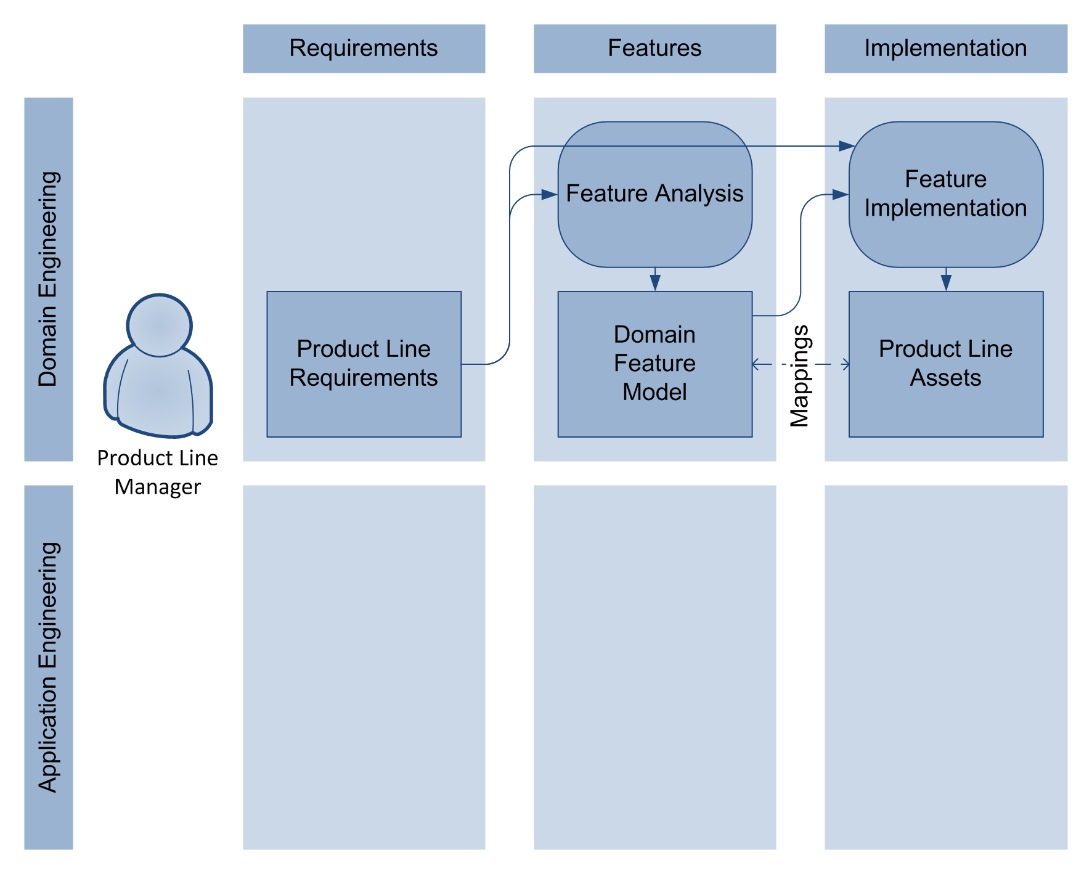 Requirements
Features
Implementation
Domain Engineering
Feature Analysis
Feature
Implementation
Product Line
Requirements
Domain
Feature
Model
Mappings
Product Line
Assets
Product Line
Manager
Application Engineering